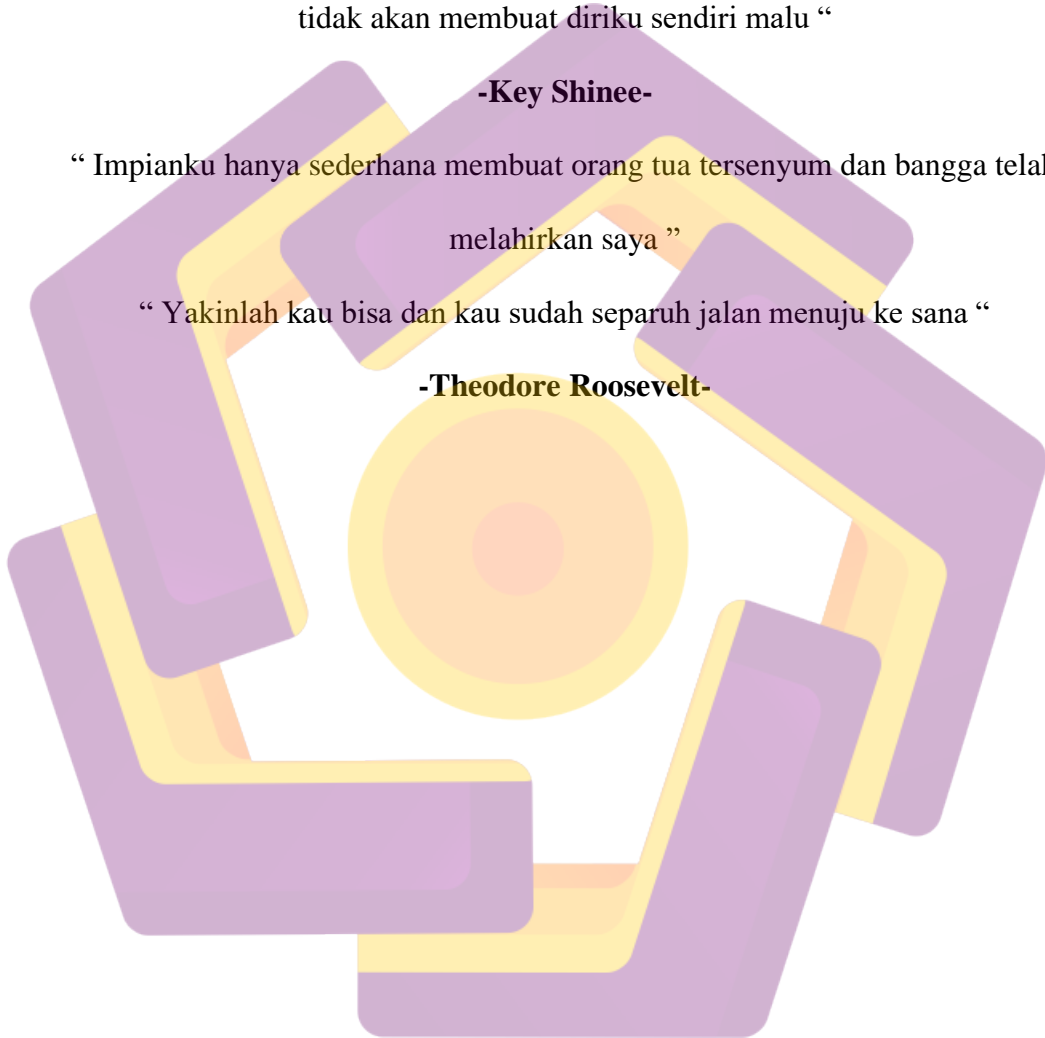 tidak akan membuat diriku sendiri malu “
-Key Shinee-
“ Impianku hanya sederhana membuat orang tua tersenyum dan bangga telah
melahirkan saya ”
“ Yakinlah kau bisa dan kau sudah separuh jalan menuju ke sana “
-Theodore Roosevelt-